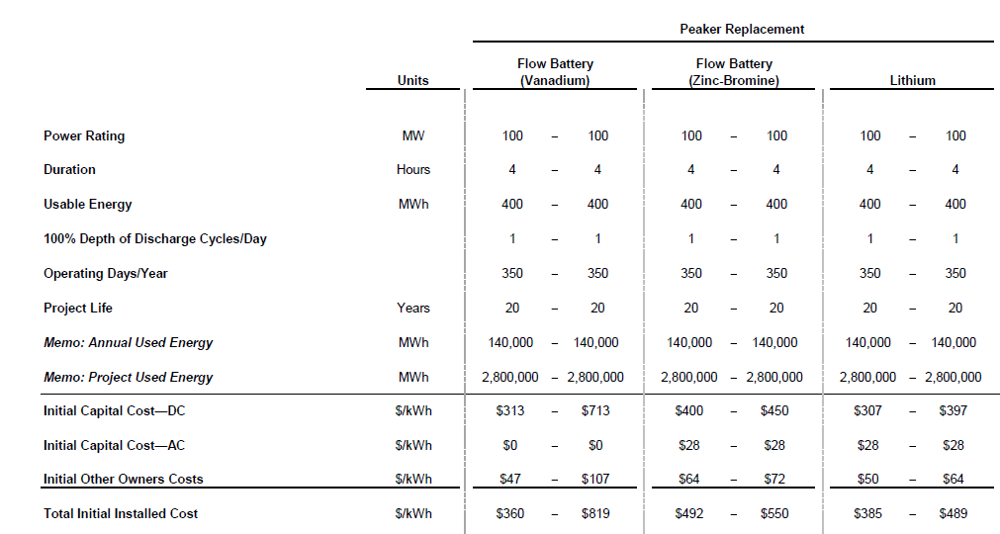 Peaker Replacement
Flow Battery Flow Battery
Units (Vanadium) (Zinc-Bromine) Lithium
Power Rating MW 100 – 100 100 – 100 100 – 100
Duration Hours 4 – 4 4 – 4 4 – 4
Usable Energy MWh 400 – 400 400 – 400 400 – 400
100% Depth of Discharge Cycles/Day 1 – 1 1 – 1 1 – 1
Operating Days/Year 350 – 350 350 – 350 350 – 350
Project Life Years 20 – 20 20 – 20 20 – 20
Memo: Annual Used Energy MWh 140,000 – 140,000 140,000 – 140,000 140,000 – 140,000
Memo: Project Used Energy MWh 2,800,000 – 2,800,000 2,800,000 – 2,800,000 2,800,000 – 2,800,000
Initial Capital Cost—DC $/kWh $313 – $713 $400 – $450 $307 – $397
Initial Capital Cost—AC $/kWh $0 – $0 $28 – $28 $28 – $28
Initial Other Owners Costs $/kWh $47 – $107 $64 – $72 $50 – $64
Total Initial Installed Cost $/kWh $360 – $819 $492 – $550 $385 – $489